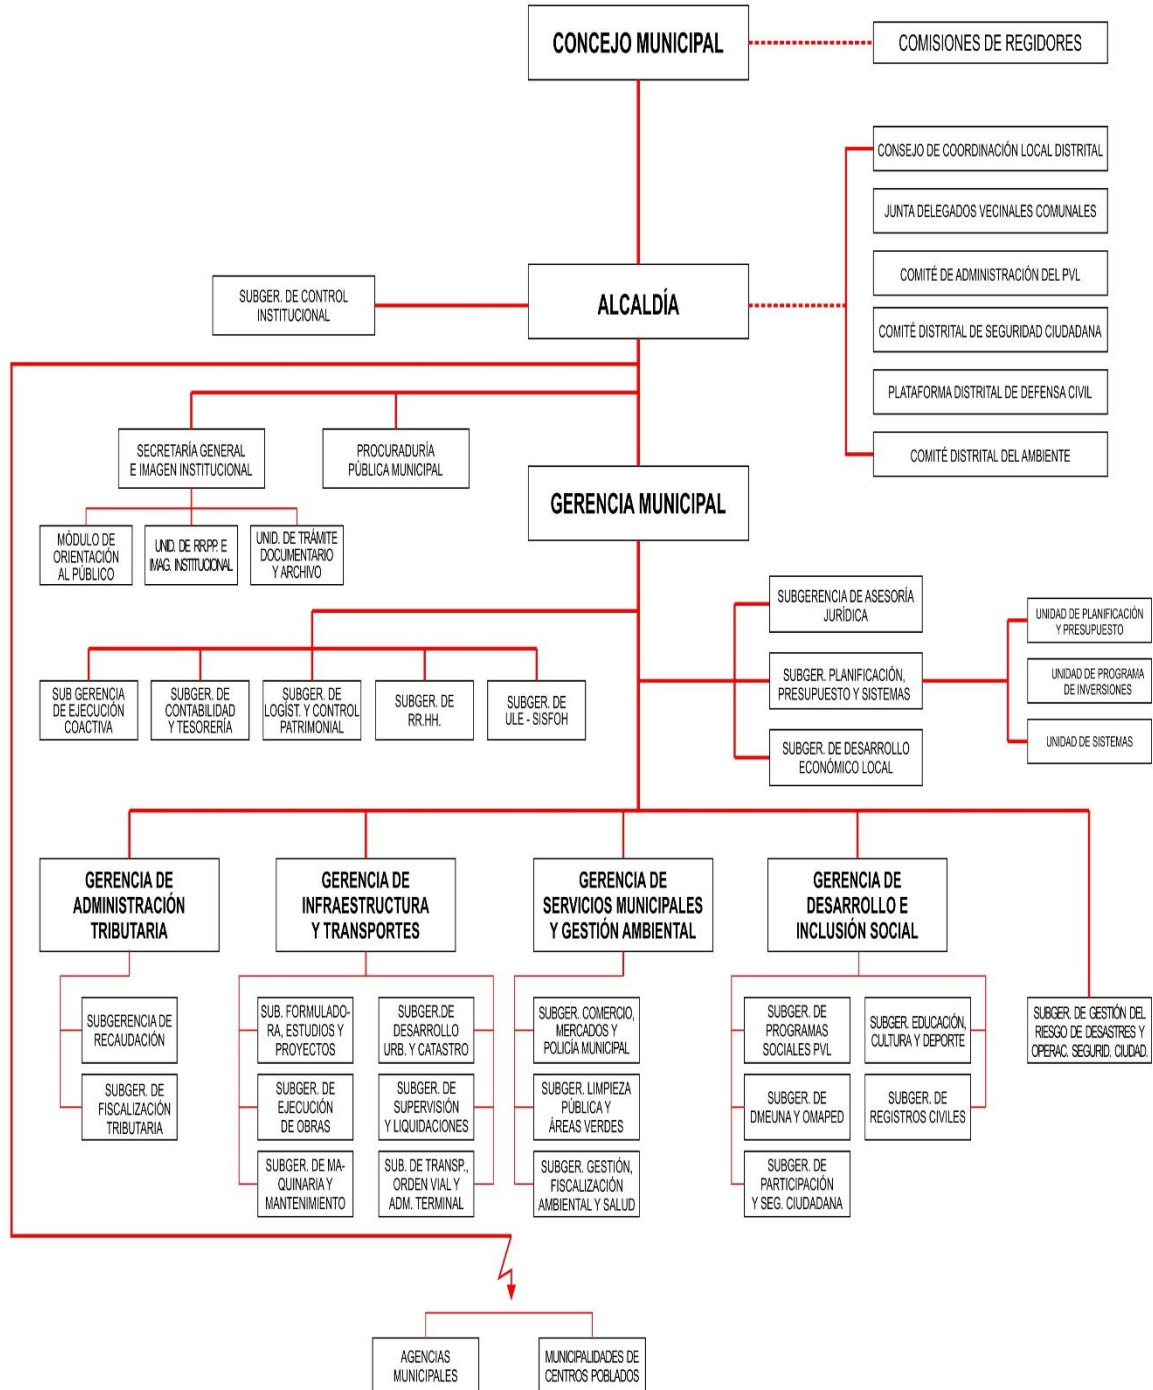 CONCEJO MUNICIPAL
COMISIONES DE REGIDORES
CONSEJO DE COORDINACIÓN LOCAL DISTRITAL
JUNTA DELEGADOS VECINALES COMUNALES
COMITÉ DE ADMINISTRACIÓN DEL PVL
COMITÉ DISTRITAL DE SEGURIDAD CIUDADANA
PLATAFORMA DISTRITAL DE DEFENSA CIVIL
COMITÉ DISTRITAL DEL AMBIENTE
SUBGER. DE CONTROL
INSTITUCIONAL
ALCALDÍA
SECRETARÍA GENERAL
E IMAGEN INSTITUCIONAL
PROCURADURÍA
PÚBLICA MUNICIPAL
GERENCIA MUNICIPAL
MÓDULO DE
ORIENTACIÓN
AL PÚBLICO
UNID. DE RR.PP. E
IMAG. INSTITUCIONAL
UNID. DE TRÁMITE
DOCUMENTARIO
Y ARCHIVO
SUBGERENCIA DE ASESORÍA
JURÍDICA
SUBGER. PLANIFICACIÓN,
PRESUPUESTO Y SISTEMAS
SUBGER. DE DESARROLLO
ECONÓMICO LOCAL
UNIDAD DE PLANIFICACIÓN
Y PRESUPUESTO
UNIDAD DE PROGRAMA
DE INVERSIONES
UNIDAD DE SISTEMAS
SUB GERENCIA
DE EJECUCIÓN
COACTIVA
SUBGER. DE
CONTABILIDAD
Y TESORERÍA
SUBGER. DE
LOGÍST. Y CONTROL
PATRIMONIAL
SUBGER. DE
RR.HH.
SUBGER. DE
ULE - SISFOH
GERENCIA DE
ADMINISTRACIÓN
TRIBUTARIA
GERENCIA DE
INFRAESTRUCTURA
Y TRANSPORTES
GERENCIA DE
SERVICIOS MUNICIPALES
Y GESTIÓN AMBIENTAL
GERENCIA DE
DESARROLLO E
INCLUSIÓN SOCIAL
SUBGERENCIA DE
RECAUDACIÓN
SUBGER. DE
FISCALIZACIÓN
TRIBUTARIA
SUB. FORMULADO-
RA, ESTUDIOS Y
PROYECTOS
SUBGER. DE
EJECUCIÓN
DE OBRAS
SUBGER. DE MA-
QUINARIA Y
MANTENIMIENTO
SUBGER.DE
DESARROLLO
URB. Y CATASTRO
SUBGER. DE
SUPERVISIÓN
Y LIQUIDACIONES
SUB. DE TRANSP.,
ORDEN VIAL Y
ADM. TERMINAL
SUBGER. COMERCIO,
MERCADOS Y
POLICÍA MUNICIPAL
SUBGER. LIMPIEZA
PÚBLICA Y
ÁREAS VERDES
SUBGER. GESTIÓN,
FISCALIZACIÓN
AMBIENTAL Y SALUD
SUBGER. DE
PROGRAMAS
SOCIALES PVL
SUBGER. DE
DMEUNA Y OMAPED
SUBGER. DE
PARTICIPACIÓN
Y SEG. CIUDADANA
SUBGER. EDUCACIÓN,
CULTURA Y DEPORTE
SUBGER. DE
REGISTROS CIVILES
SUBGER. DE GESTIÓN DEL
RIESGO DE DESASTRES Y
OPERAC. SEGURID. CIUDAD.
AGENCIAS
MUNICIPALES
MUNICIPALIDADES DE
CENTROS POBLADOS